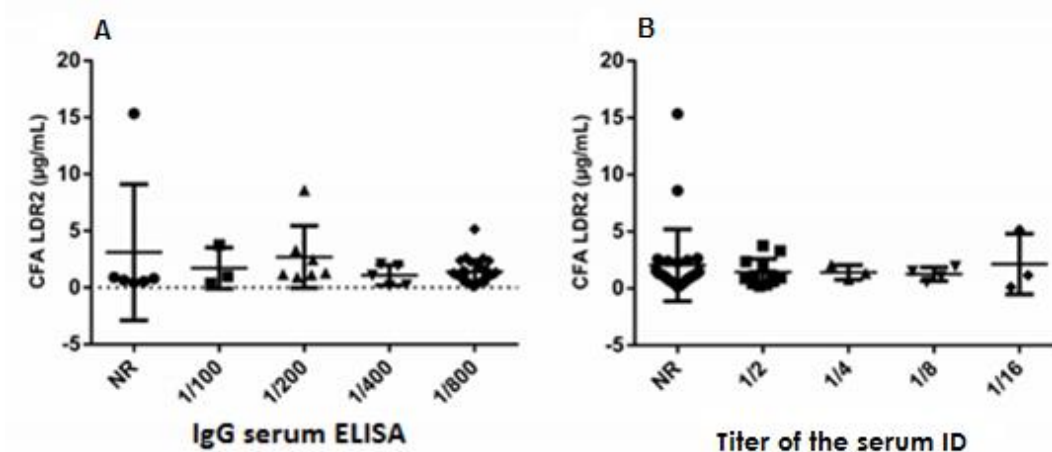 A
CFA LDR2 (µg/mL)
20
15
10
5
0
-5
NR
1/100
1/200
1/400
1/800
IgG serum ELISA
B
CFA LDR2 (µg/mL)
20
15
10
5
0
-5
NR
1/2
1/4
1/8
1/16
Titer of the serum ID